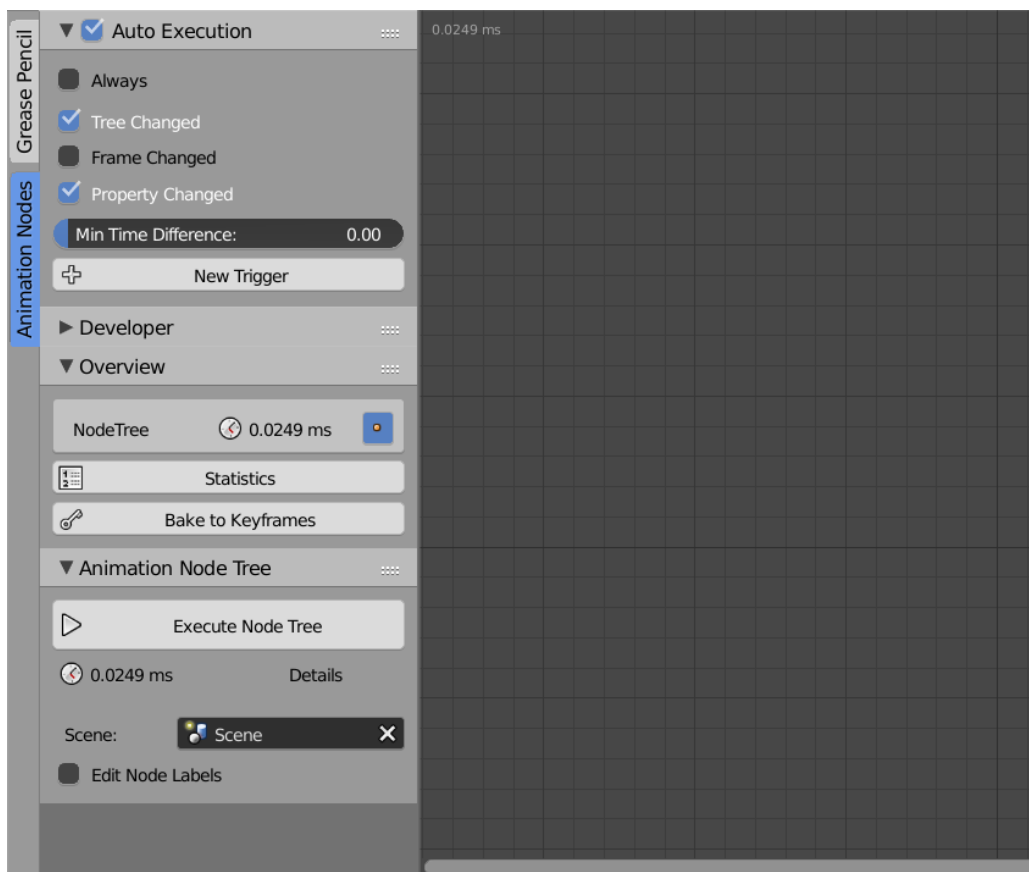 Grease Pencil
Animation Nodes
Auto Execution
0.0249 ms
Always
Tree Changed
Frame Changed
Property Changed
Min Time Difference: 0.00
New Trigger
Developer
Overview
NodeTree 0.0249 ms
Statistics
Bake to Keyframes
Animation Node Tree
Execute Node Tree
0.0249 ms Details
Scene: Scene
Edit Node Labels